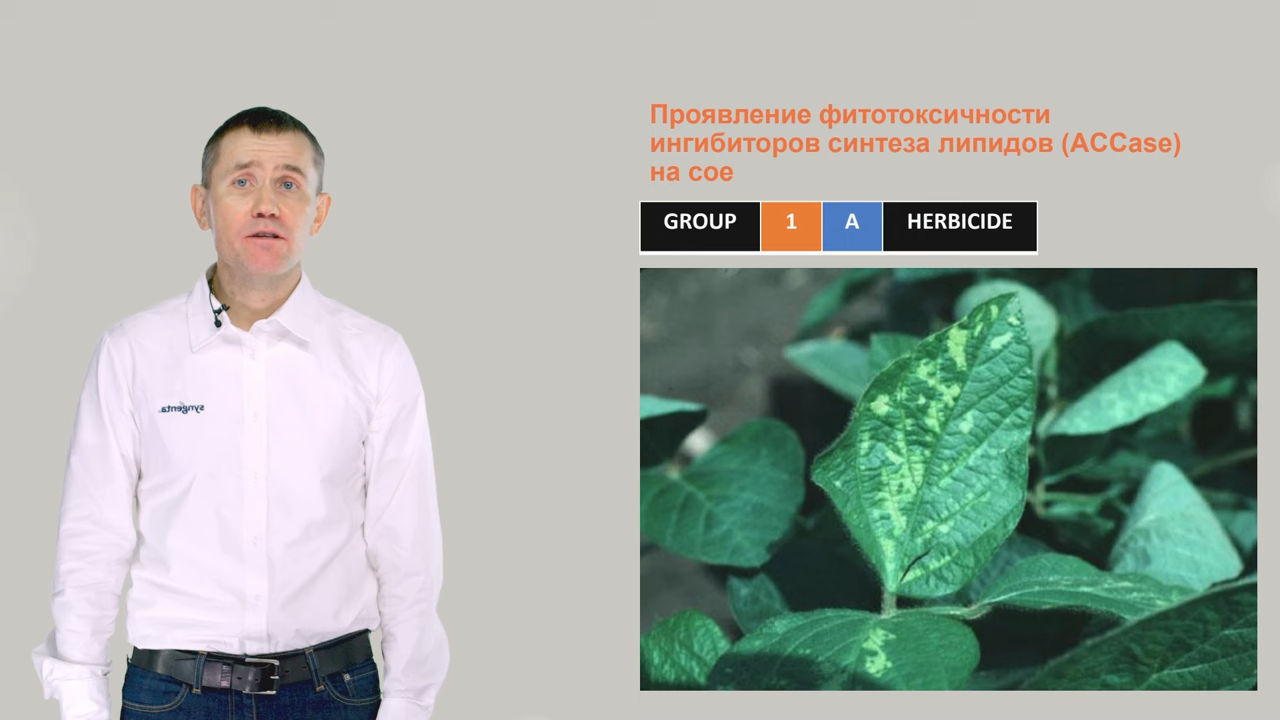 Проявление фитотоксичности
ингибиторов синтеза липидов (ACCase)
на сое
GROUP 1 A HERBICIDE
syngenta